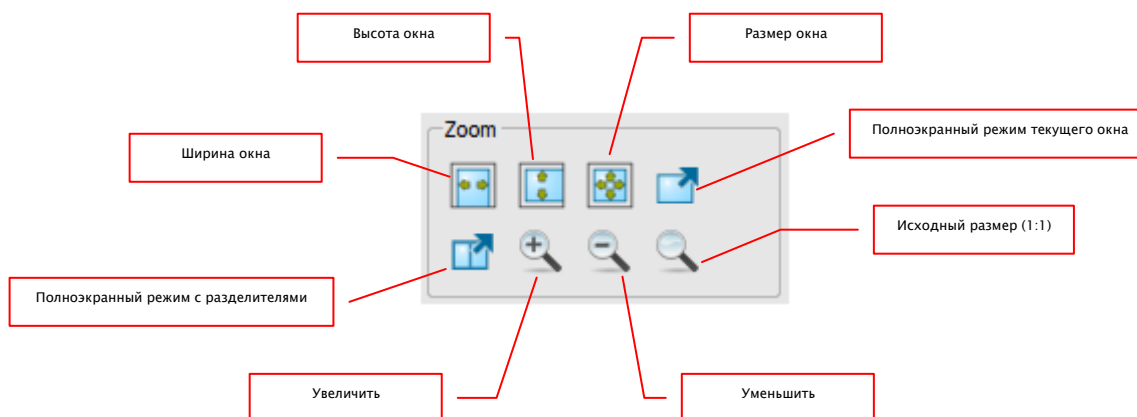 Высота окна
Размер окна
Zoom
Полноэкранный режим текущего окна
Ширина окна
Исходный размер (1:1)
Полноэкранный режим с разделителями
Увеличить
Уменьшить